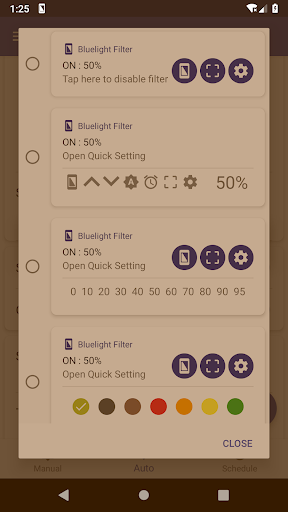 1:25
Bluelight Filter
ON : 50%
Tap here to disable filter
Bluelight Filter
ON : 50%
Open Quick Setting
A
50%
Bluelight Filter
ON : 50%
Open Quick Setting
0 10 20 30 40 50 60 70 80 90 95
Bluelight Filter
ON : 50%
Open Quick Setting
CLOSE
Manual
Auto
Schedule